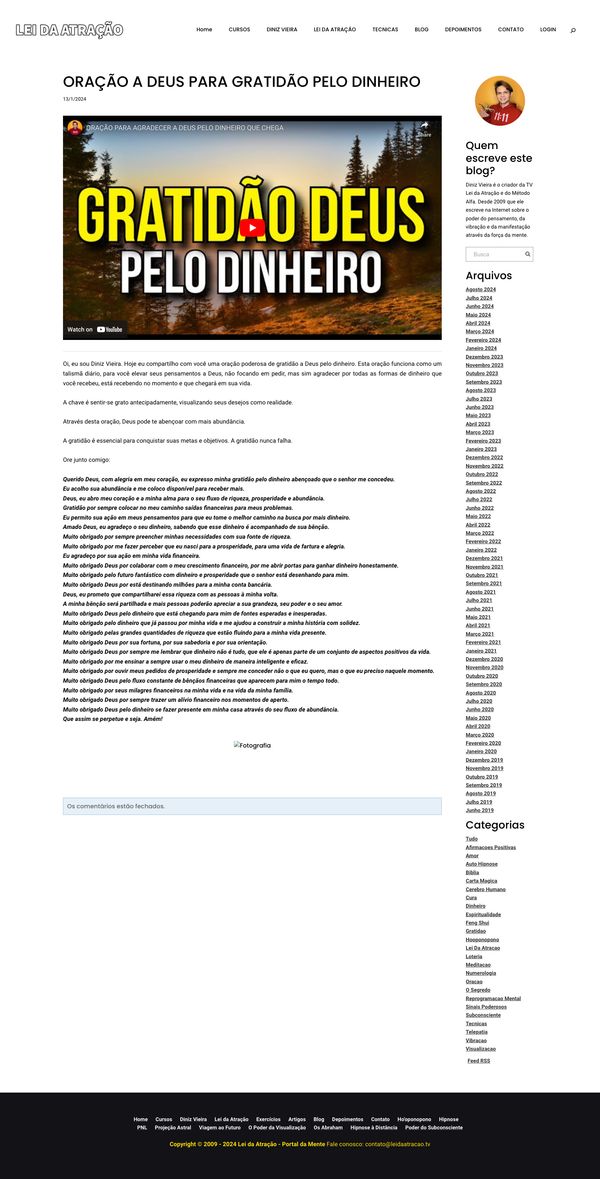 LEI DA ATRAÇÃO
Home CURSOS DINIZ VIEIRA LEI DA ATRAÇÃO TECNICAS BLOG DEPOIMENTOS CONTATO LOGIN
ORAÇÃO A DEUS PARA GRATIDÃO PELO DINHEIRO
13/1/2024
ORAÇÃO PARA AGRADECER A DEUS PELO DINHEIRO QUE CHEGA
Share
GRATIDÃO DEUS
PELO DINHEIRO
Watch on YouTube
Oi, eu sou Diniz Vieira. Hoje eu compartilho com você uma oração poderosa de gratidão a Deus pelo dinheiro. Esta oração funciona como um
talismã diário, para você elevar seus pensamentos a Deus, não focando em pedir, mas sim agradecer por todas as formas de dinheiro que
você recebeu, está recebendo no momento e que chegará em sua vida.
A chave é sentir-se grato antecipadamente, visualizando seus desejos como realidade.
Através desta oração, Deus pode te abençoar com mais abundância.
A gratidão é essencial para conquistar suas metas e objetivos. A gratidão nunca falha.
Ore junto comigo:
Querido Deus, com alegria em meu coração, eu expresso minha gratidão pelo dinheiro abençoado que o senhor me concedeu.
Eu acolho sua abundância e me coloco disponível para receber mais.
Deus, eu abro meu coração e a minha alma para o seu fluxo de riqueza, prosperidade e abundância.
Gratidão por sempre colocar no meu caminho saídas financeiras para meus problemas.
Eu permito sua ação em meus pensamentos para que eu tome o melhor caminho na busca por mais dinheiro.
Amado Deus, eu agradeço o seu dinheiro, sabendo que esse dinheiro é acompanhado de sua bênção.
Muito obrigado por sempre preencher minhas necessidades com sua fonte de riqueza.
Muito obrigado por me fazer perceber que eu nasci para a prosperidade, para uma vida de fartura e alegria.
Eu agradeço por sua ação em minha vida financeira.
Muito obrigado Deus por colaborar com o meu crescimento financeiro, por me abrir portas para ganhar dinheiro honestamente.
Muito obrigado pelo futuro fantástico com dinheiro e prosperidade que o senhor está desenhando para mim.
Muito obrigado Deus por está destinando milhões para a minha conta bancária.
Deus, eu prometo que compartilharei essa riqueza com as pessoas à minha volta.
A minha bênção será partilhada e mais pessoas poderão apreciar a sua grandeza, seu poder e o seu amor.
Muito obrigado Deus pelo dinheiro que está chegando para mim de fontes esperadas e inesperadas.
Muito obrigado pelo dinheiro que já passou por minha vida e me ajudou a construir a minha história com solidez.
Muito obrigado pelas grandes quantidades de riqueza que estão fluindo para a minha vida presente.
Muito obrigado Deus por sua fortuna, por sua sabedoria e por sua orientação.
Muito obrigado Deus por sempre me lembrar que dinheiro não é tudo, que ele é apenas parte de um conjunto de aspectos positivos da vida.
Muito obrigado por me ensinar a sempre usar o meu dinheiro de maneira inteligente e eficaz.
Muito obrigado por ouvir meus pedidos de prosperidade e sempre me conceder não o que eu quero, mas o que eu preciso naquele momento.
Muito obrigado Deus pelo fluxo constante de bênçãos financeiras que aparecem para mim o tempo todo.
Muito obrigado por seus milagres financeiros na minha vida e na vida da minha família.
Muito obrigado Deus por sempre trazer um alívio financeiro nos momentos de aperto.
Muito obrigado Deus pelo dinheiro se fazer presente em minha casa através do seu fluxo de abundância.
Que assim se perpetue e seja. Amém!
Fotografia
Os comentários estão fechados.
11:11
Quem
escreve este
blog?
Diniz Vieira é o criador da TV
Lei da Atração e do Método
Alfa. Desde 2009 que ele
escreve na Internet sobre o
poder do pensamento, da
vibração e da manifestação
através da força da mente.
Busca
Arquivos
Agosto 2024
Julho 2024
Junho 2024
Maio 2024
Abril 2024
Março 2024
Fevereiro 2024
Janeiro 2024
Dezembro 2023
Novembro 2023
Outubro 2023
Setembro 2023
Agosto 2023
Julho 2023
Junho 2023
Maio 2023
Abril 2023
Março 2023
Fevereiro 2023
Janeiro 2023
Dezembro 2022
Novembro 2022
Outubro 2022
Setembro 2022
Agosto 2022
Julho 2022
Junho 2022
Maio 2022
Abril 2022
Março 2022
Fevereiro 2022
Janeiro 2022
Dezembro 2021
Novembro 2021
Outubro 2021
Setembro 2021
Agosto 2021
Julho 2021
Junho 2021
Maio 2021
Abril 2021
Março 2021
Fevereiro 2021
Janeiro 2021
Dezembro 2020
Novembro 2020
Outubro 2020
Setembro 2020
Agosto 2020
Julho 2020
Junho 2020
Maio 2020
Abril 2020
Março 2020
Fevereiro 2020
Janeiro 2020
Dezembro 2019
Novembro 2019
Outubro 2019
Setembro 2019
Agosto 2019
Julho 2019
Junho 2019
Categorias
Tudo
Afirmacoes Positivas
Amor
Auto Hipnose
Biblia
Carta Magica
Cerebro Humano
Cura
Dinheiro
Espiritualidade
Feng Shui
Gratidao
Hooponopono
Lei Da Atracao
Loteria
Meditacao
Numerologia
Oracao
O Segredo
Reprogramacao Mental
Sinais Poderosos
Subconsciente
Tecnicas
Telepatia
Vibracao
Visualizacao
Feed RSS
Home Cursos Diniz Vieira Lei da Atração Exercícios Artigos Blog Depoimentos Contato Ho'oponopono Hipnose
PNL Projeção Astral Viagem ao Futuro O Poder da Visualização Os Abraham Hipnose à Distância Poder do Subconsciente
Copyright © 2009 - 2024 Lei da Atração - Portal da Mente Fale conosco: contato@leidaatracao.tv